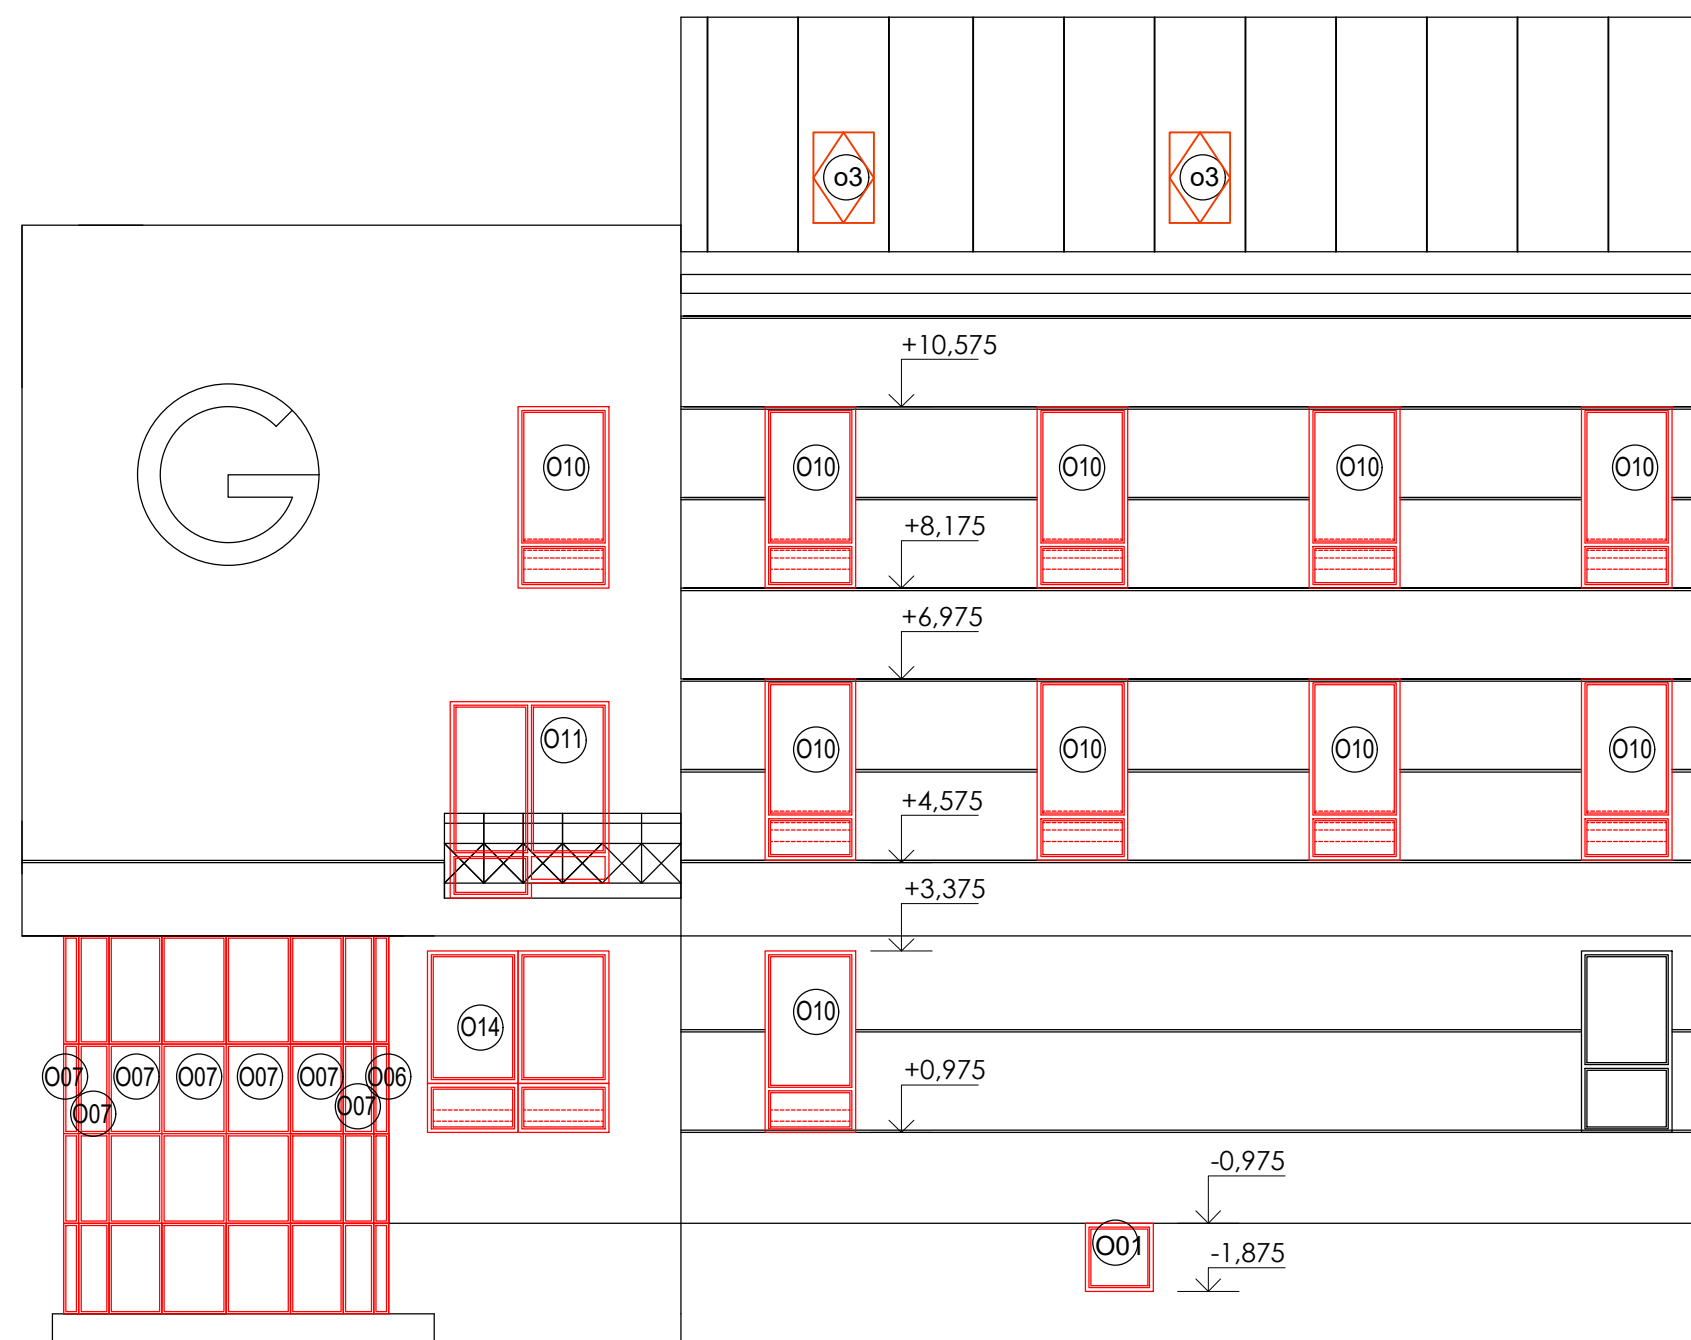 o3 o3
+10,575
G
O10 O10 O10 O10 O10
+8,175
+6,975
O11 O10 O10 O10 O10
+4,575
+3,375
O14 O10
O07 O07 O07 O07 O07 O06
+0,975
O07 O07
-0,975
O01
-1,875